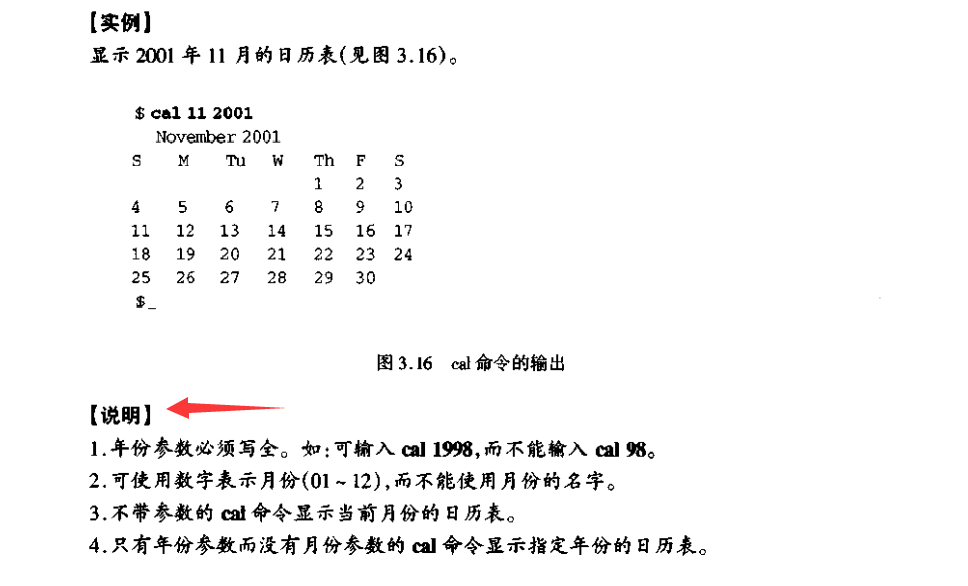 【实例】
显示 2001 年 11 月的日历表(见图 3.16)。
$ cal 11 2001
November 2001
S M Tu W Th F S
1 2 3
4 5 6 7 8 9 10
11 12 13 14 15 16 17
18 19 20 21 22 23 24
25 26 27 28 29 30
$_
图 3.16 cal 命令的输出
【说明】
1.年份参数必须写全。如:可输入 cal 1998,而不能输入 cal 98。
2.可使用数字表示月份(01 ~ 12),而不能使用月份的名字。
3.不带参数的 cal 命令显示当前月份的日历表。
4.只有年份参数而没有月份参数的 cal 命令显示指定年份的日历表。